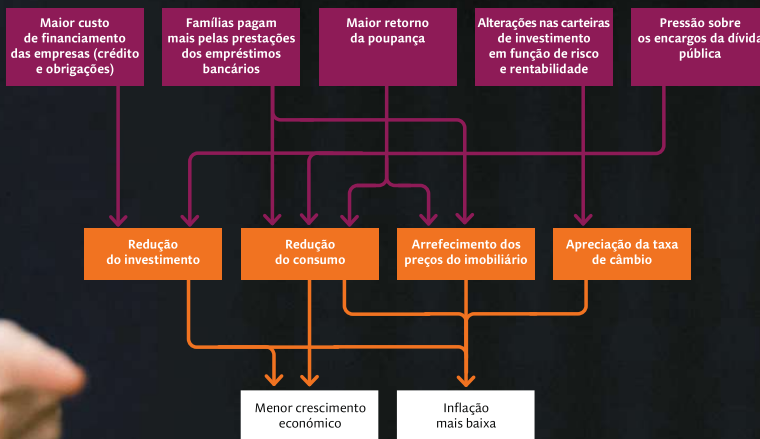 Maior custo
de financiamento
das empresas (crédito
e obrigações)
Famílias pagam
mais pelas prestações
dos empréstimos
bancários
Maior retorno
da poupança
Alterações nas carteiras
de investimento
em função de risco
e rentabilidade
Pressão sobre
os encargos da dívida
pública
Redução
do investimento
Redução
do consumo
Arrefecimento dos
preços do imobiliário
Apreciação da taxa
de câmbio
Menor crescimento
económico
Inflação
mais baixa